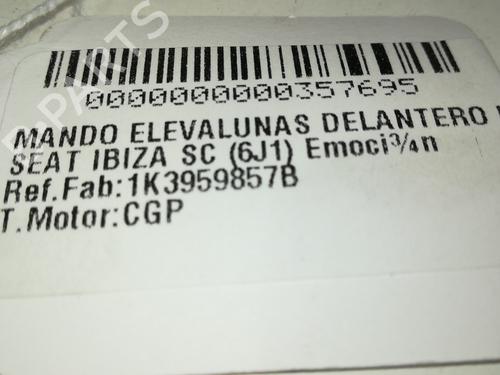 0000000000357695
MANDO ELEVALUNAS DELANTERO
SEAT IBIZA SC (6J1) Emoci¾n
Ref.Fab:1K3959857B
T.Motor:CGP